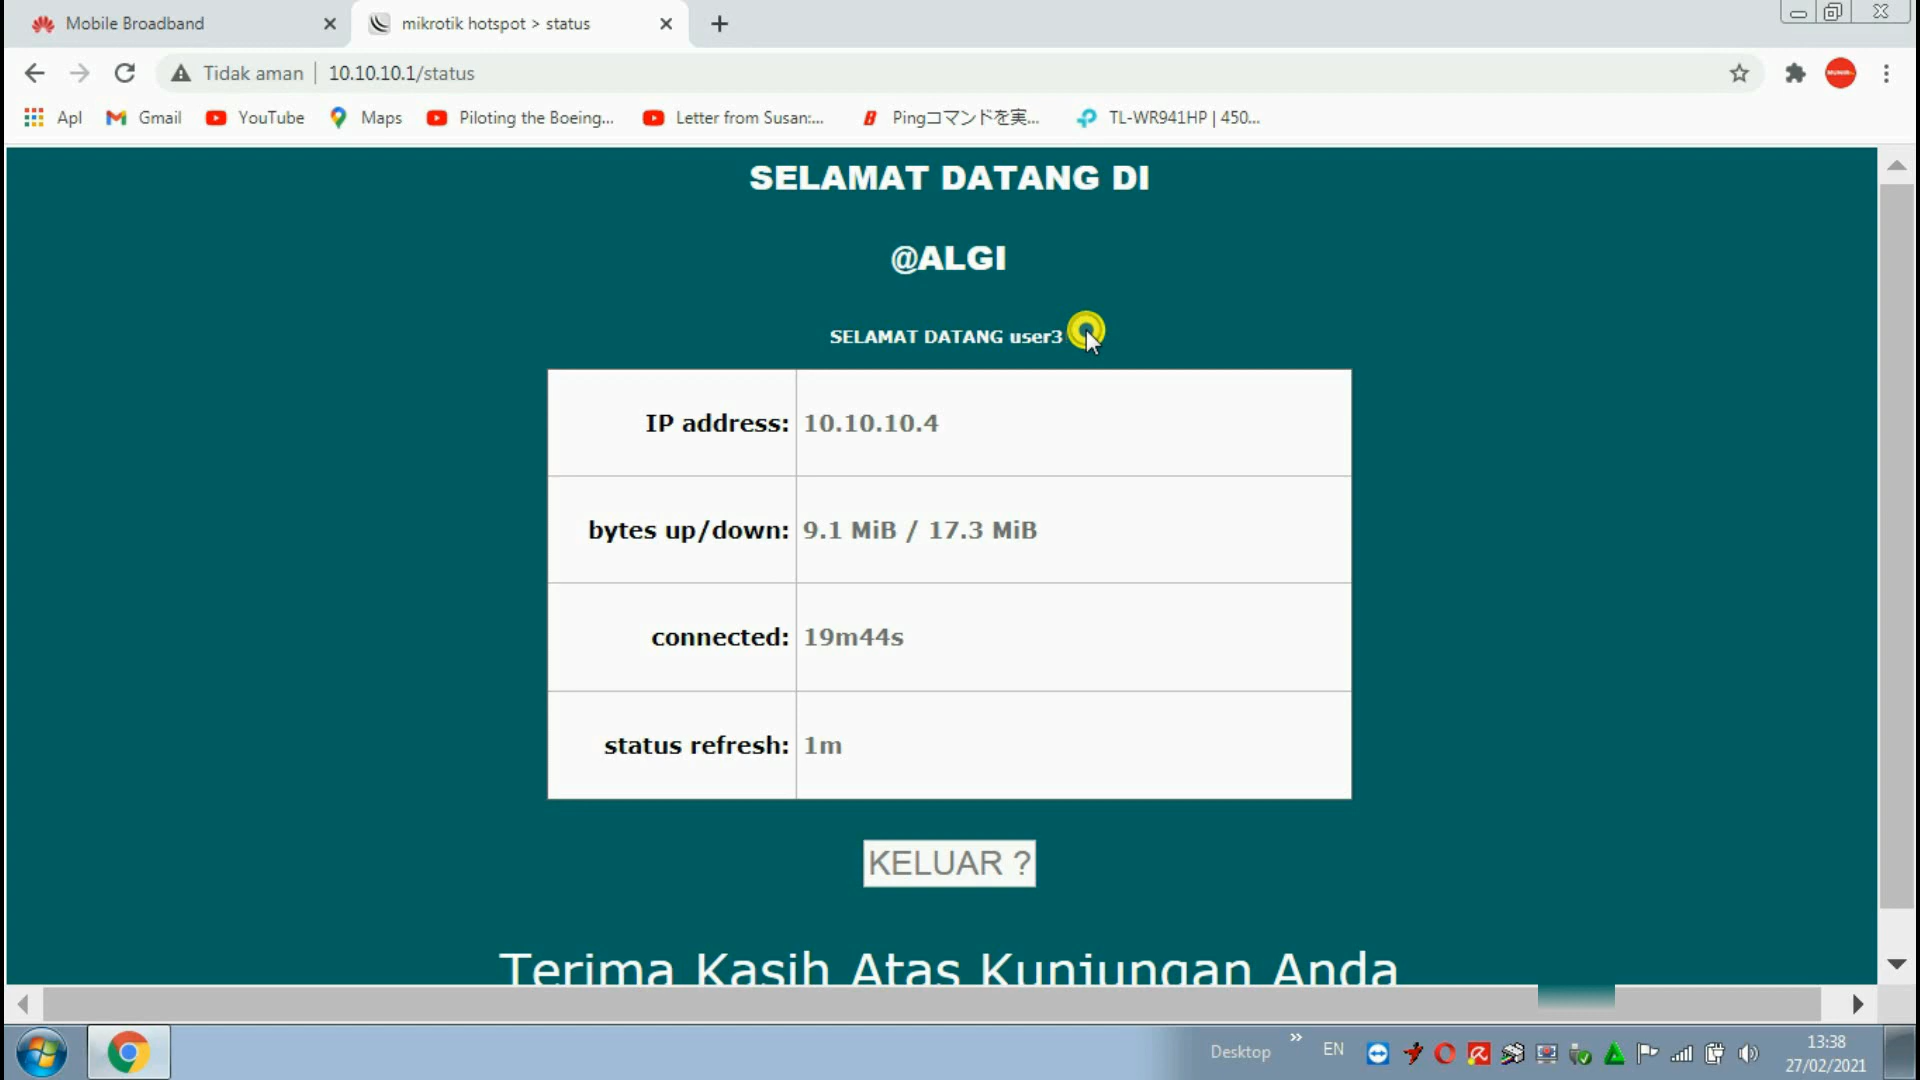 Mobile Broadband
mikrotik hotspot > status
Tidak aman
10.10.10.1/status
Apl
Gmail
YouTube
Maps
Piloting the Boeing...
Letter from Susan:...
B Pingコマンドを実...
TL-WR941HP | 450...
SELAMAT DATANG DI
@ALGI
SELAMAT DATANG user3
IP address: 10.10.10.4
bytes up/down: 9.1 MiB / 17.3 MiB
connected: 19m44s
status refresh: 1m
KELUAR ?
Terima Kasih Atas Kunjungan Anda
Desktop
EN
13:38
27/02/2021